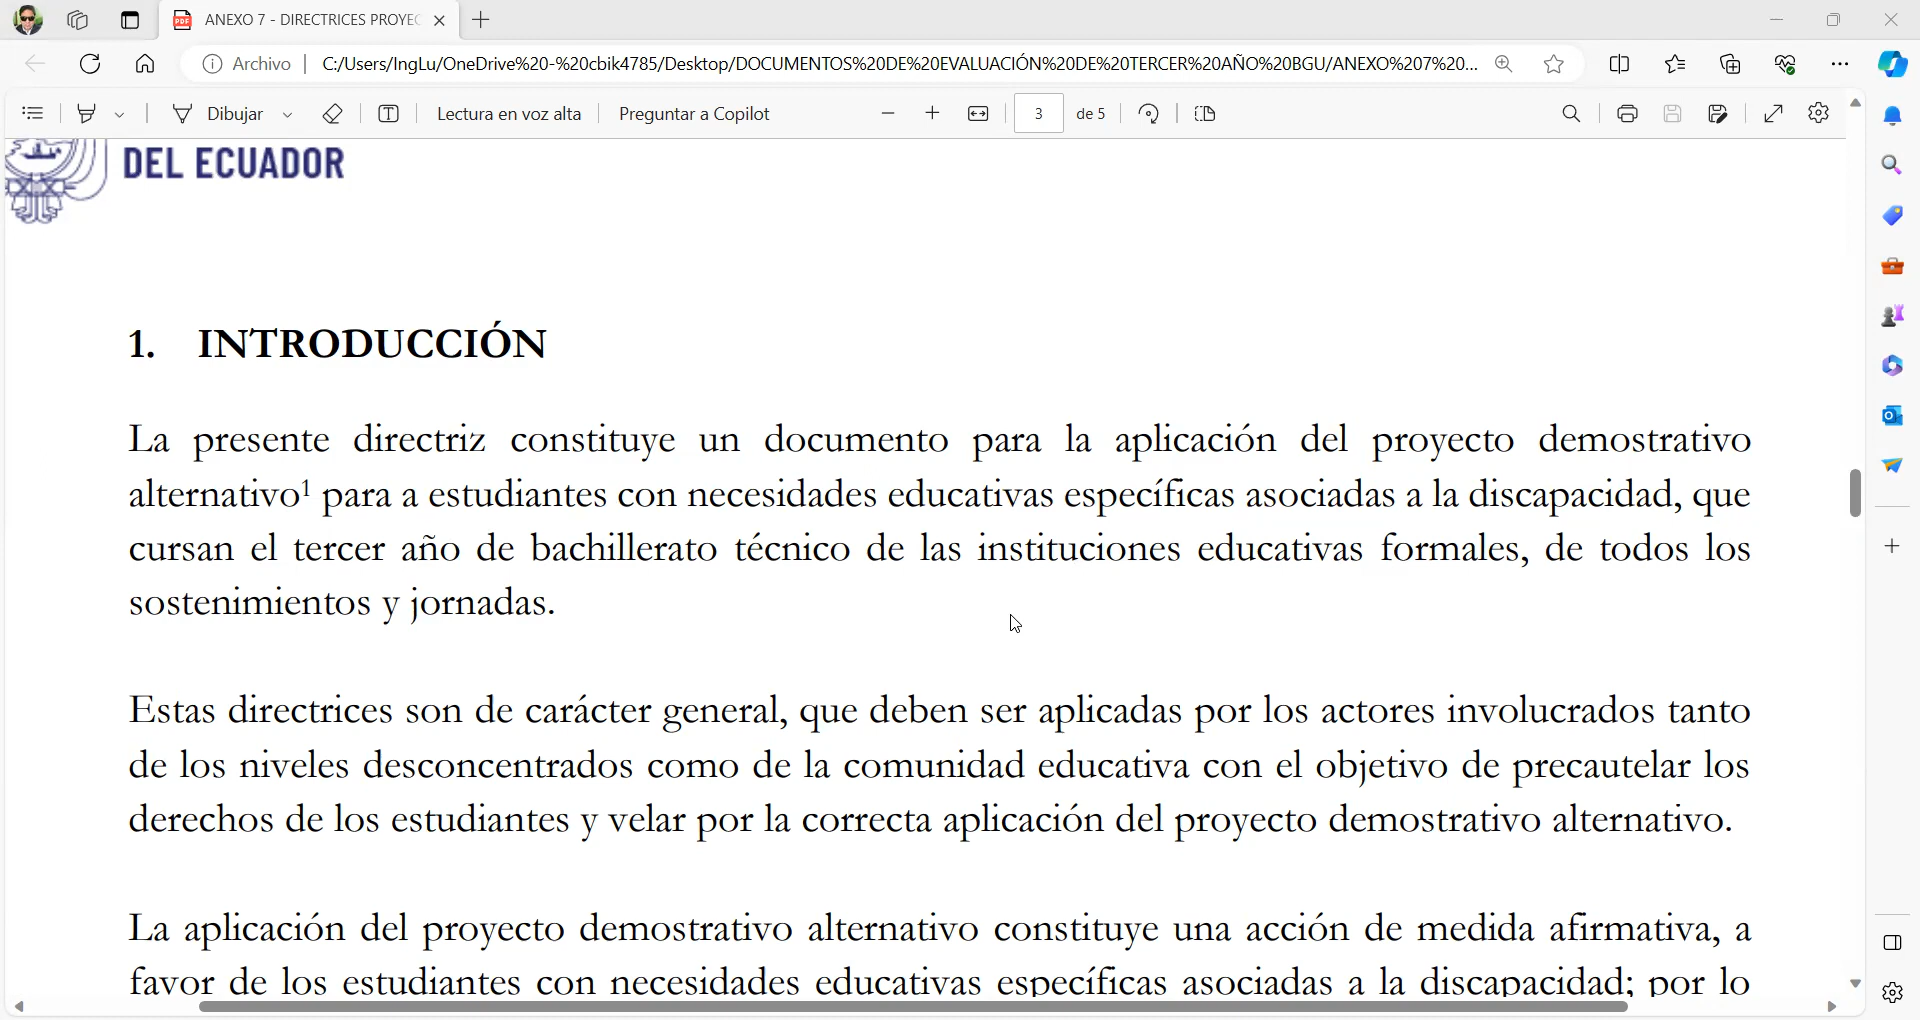 ANEXO 7 - DIRECTRICES PROYEC
Archivo
C:/Users/IngLu/OneDrive%20-%20cbik4785/Desktop/DOCUMENTOS%20DE%20EVALUACIÓN%20DE%20TERCER%20AÑO%20BGU/ANEXO%207%20...
Dibujar
Lectura en voz alta
Preguntar a Copilot
3 de 5
DEL ECUADOR
1. INTRODUCCIÓN
La presente directriz constituye un documento para la aplicación del proyecto demostrativo
alternativo¹ para a estudiantes con necesidades educativas específicas asociadas a la discapacidad, que
cursan el tercer año de bachillerato técnico de las instituciones educativas formales, de todos los
sostenimientos y jornadas.
Estas directrices son de carácter general, que deben ser aplicadas por los actores involucrados tanto
de los niveles desconcentrados como de la comunidad educativa con el objetivo de precautelar los
derechos de los estudiantes y velar por la correcta aplicación del proyecto demostrativo alternativo.
La aplicación del proyecto demostrativo alternativo constituye una acción de medida afirmativa, a
favor de los estudiantes con necesidades educativas específicas asociadas a la discapacidad; por lo